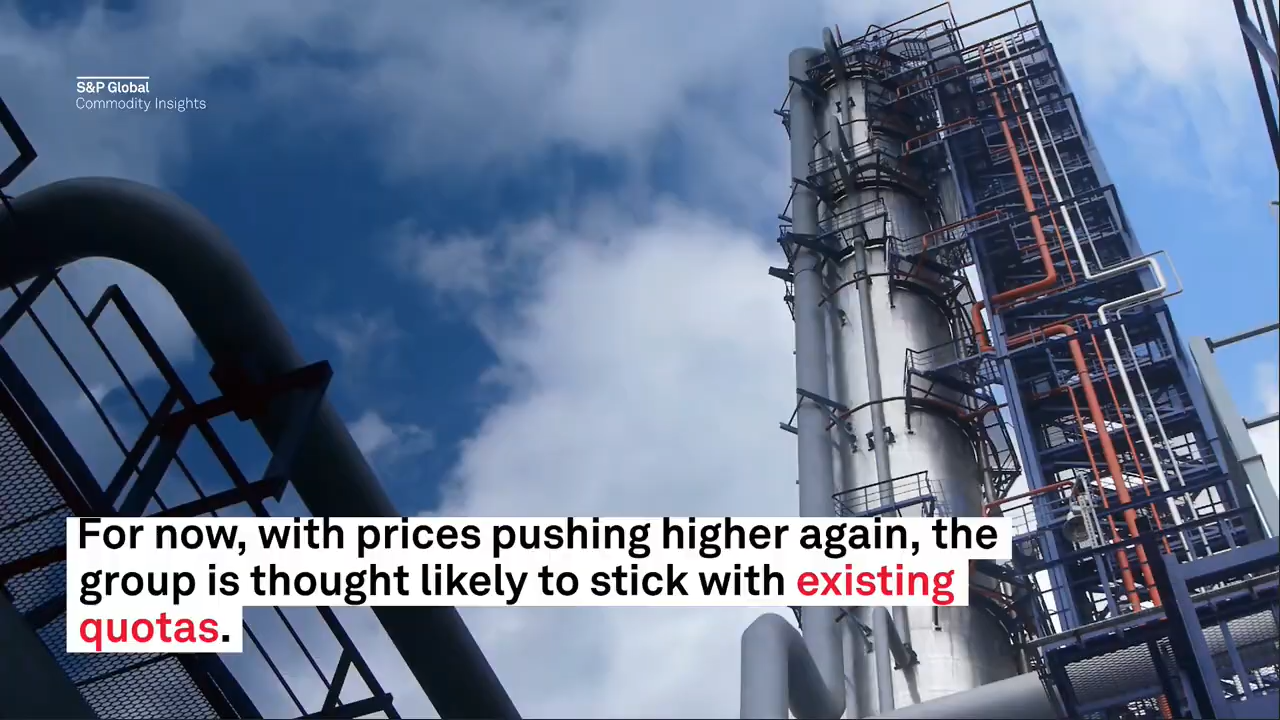 S&P Global
Commodity Insights
For now, with prices pushing higher again, the
group is thought likely to stick with existing
quotas.